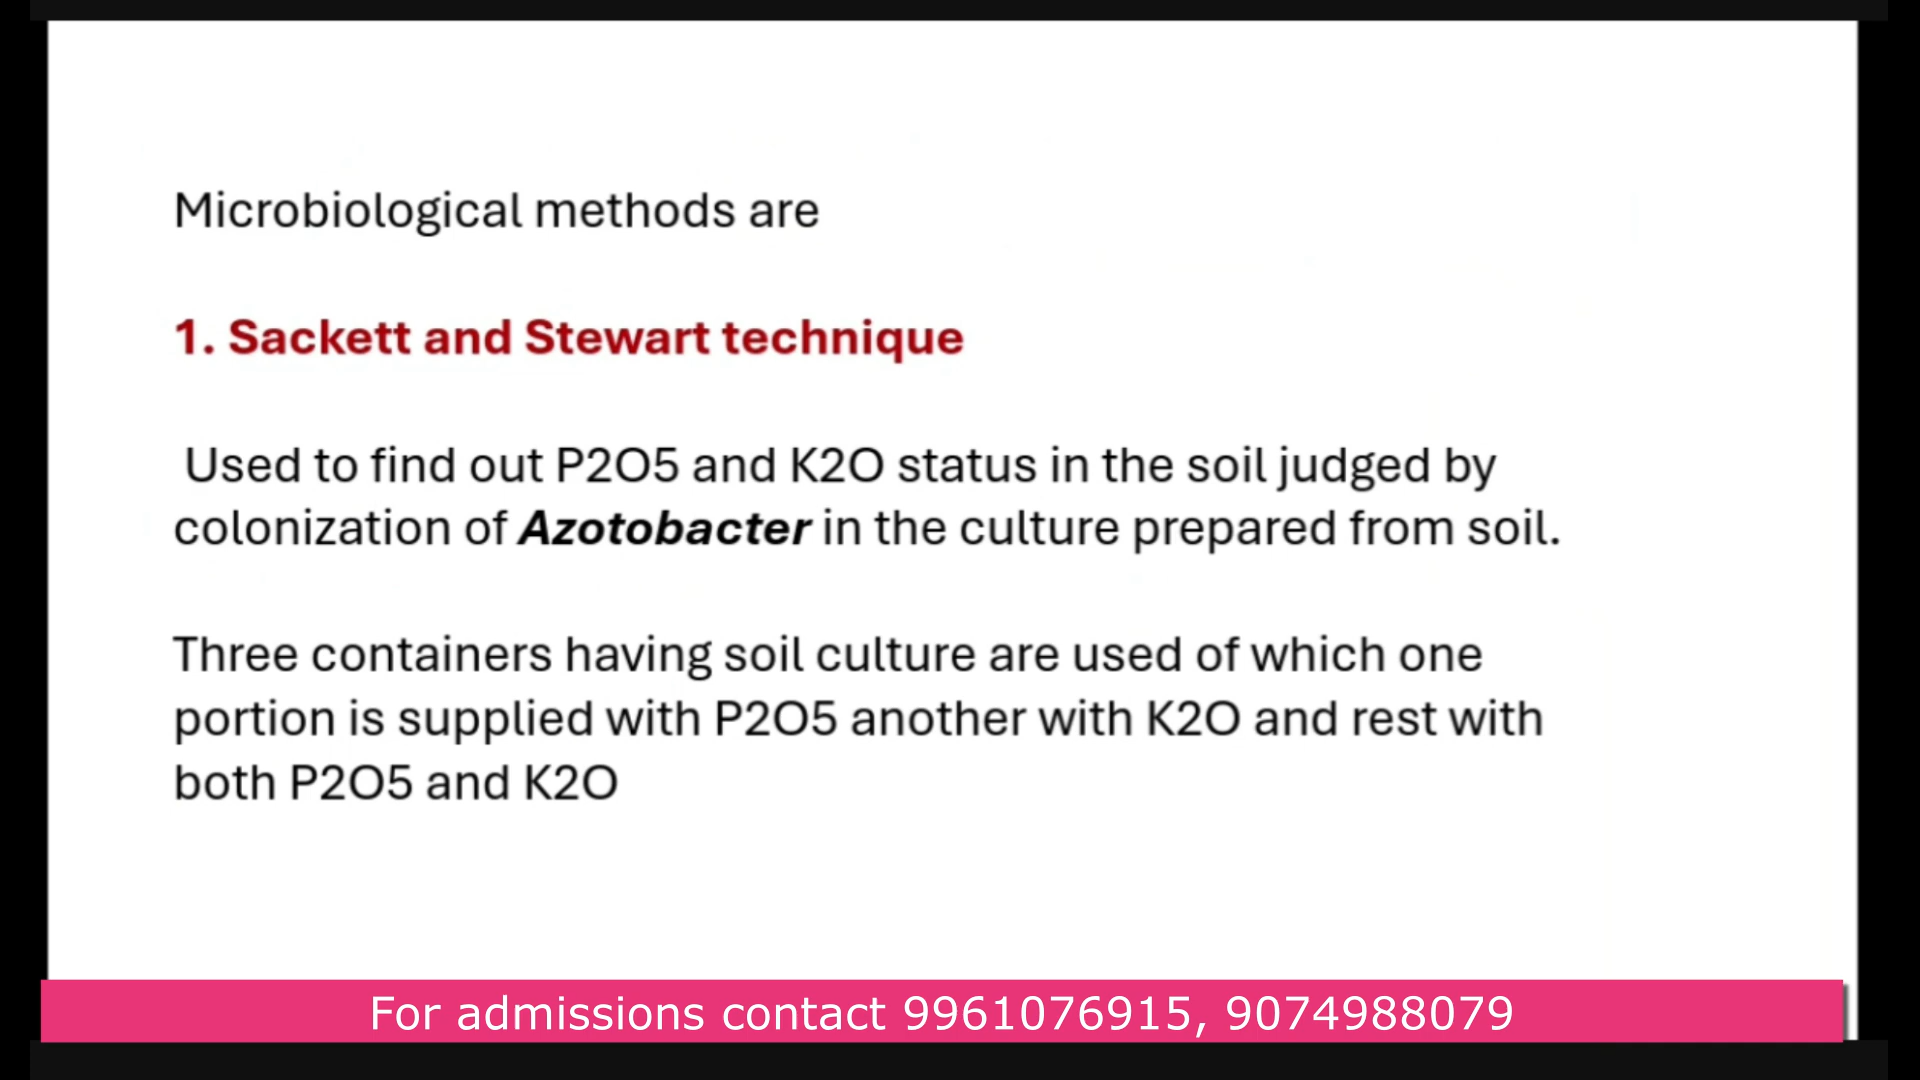 Microbiological methods are
1. Sackett and Stewart technique
Used to find out P2O5 and K2O status in the soil judged by
colonization of Azotobacter in the culture prepared from soil.
Three containers having soil culture are used of which one
portion is supplied with P2O5 another with K2O and rest with
both P2O5 and K2O
For admissions contact 9961076915, 9074988079